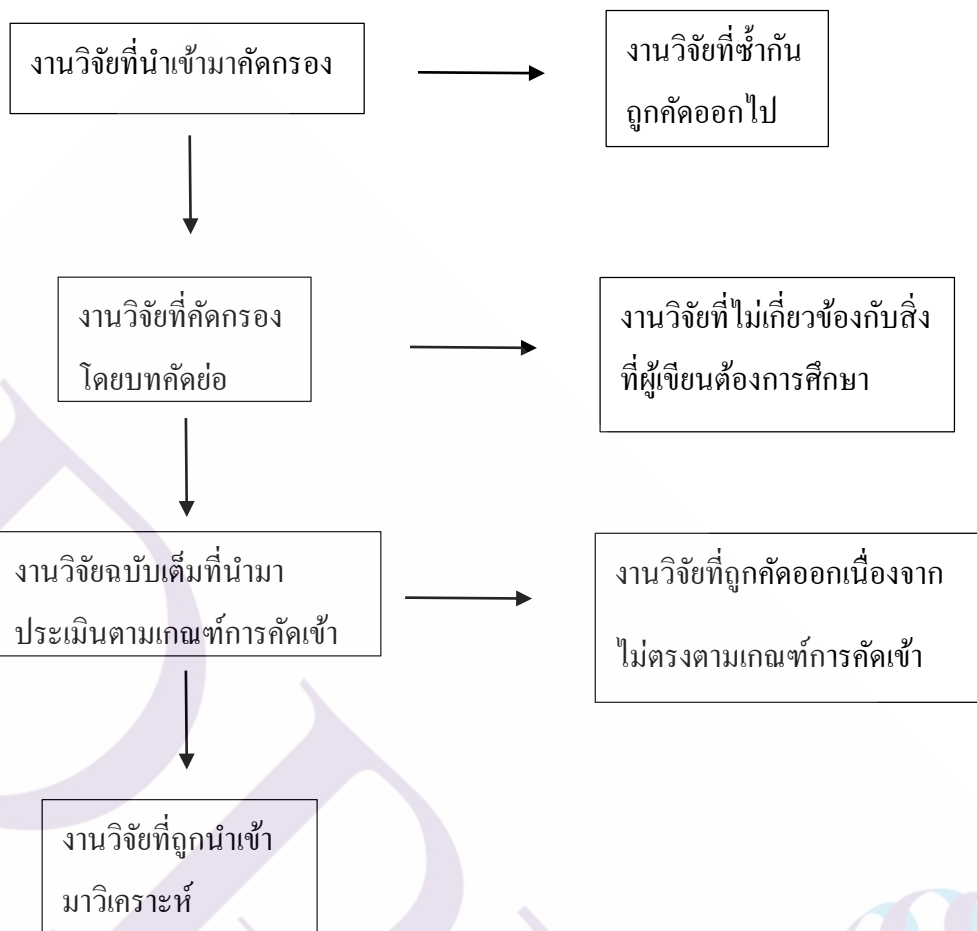 งานวิจัยที่นำเข้ามาคัดกรอง
งานวิจัยที่ซ้ำกัน
ถูกคัดออกไป
งานวิจัยที่คัดกรอง
โดยบทคัดย่อ
งานวิจัยที่ไม่เกี่ยวข้องกับสิ่ง
ที่ผู้เขียนต้องการศึกษา
งานวิจัยฉบับเต็มที่นำมา
ประเมินตามเกณฑ์การคัดเข้า
งานวิจัยที่ถูกคัดออกเนื่องจาก
ไม่ตรงตามเกณฑ์การคัดเข้า
งานวิจัยที่ถูกนำเข้า
มาวิเคราะห์